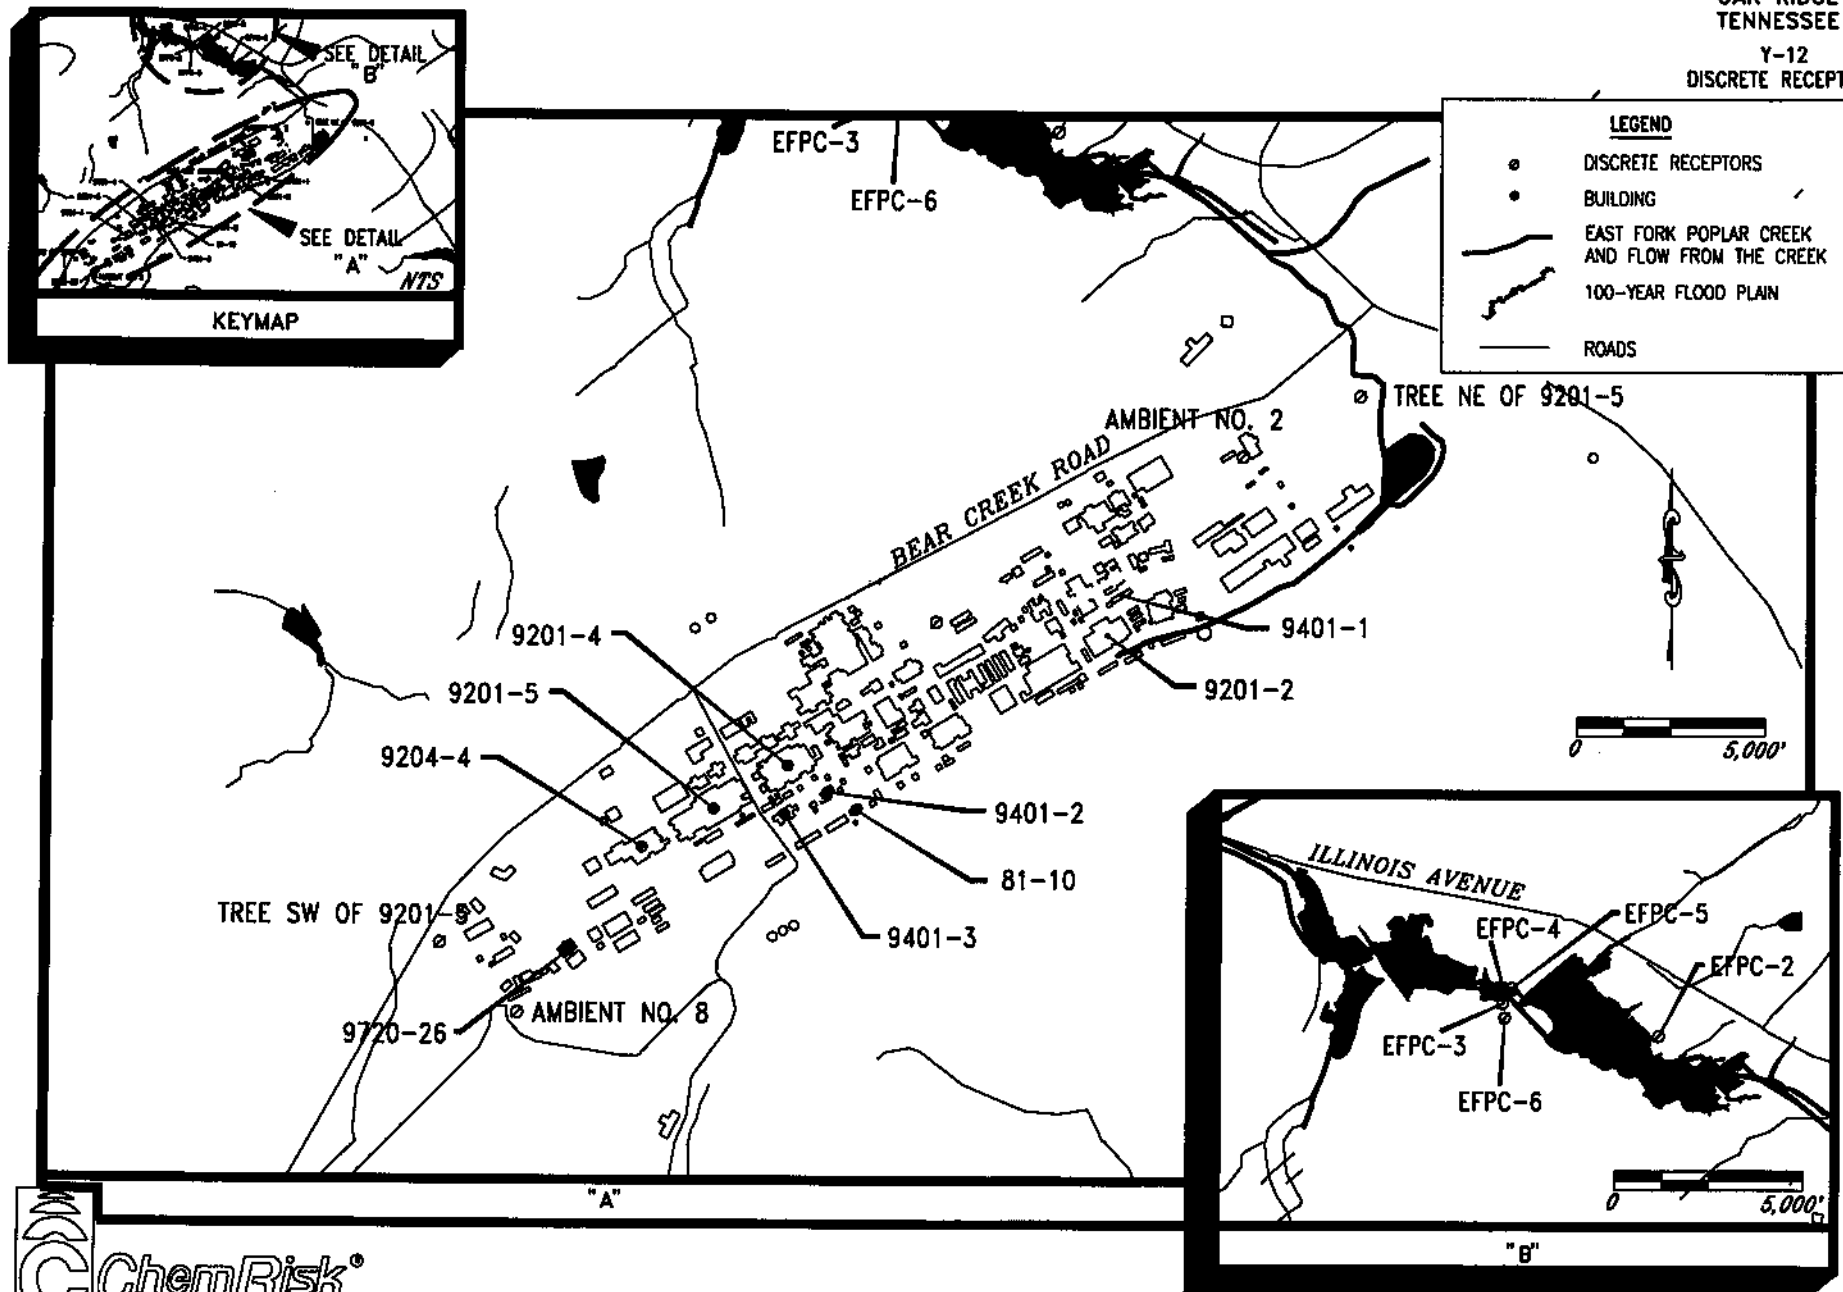 TENNESSEE
Y-12
DISCRETE RECEPT
SEE DETAIL
"B"
SEE DETAIL
"A"
NTS
KEYMAP
LEGEND
DISCRETE RECEPTORS
BUILDING
EAST FORK POPLAR CREEK
AND FLOW FROM THE CREEK
100-YEAR FLOOD PLAIN
ROADS
EFPC-3
EFPC-6
TREE NE OF 9201-5
AMBIENT NO. 2
BEAR CREEK ROAD
9201-4
9401-1
9201-5
9201-2
9204-4
0 5,000'
9401-2
81-10
TREE SW OF 9201-5
9401-3
AMBIENT NO. 8
9720-26
ILLINOIS AVENUE
EFPC-5
EFPC-4
EFPC-2
EFPC-3
EFPC-6
0 5,000'
"A"
"B"
ChemRisk®